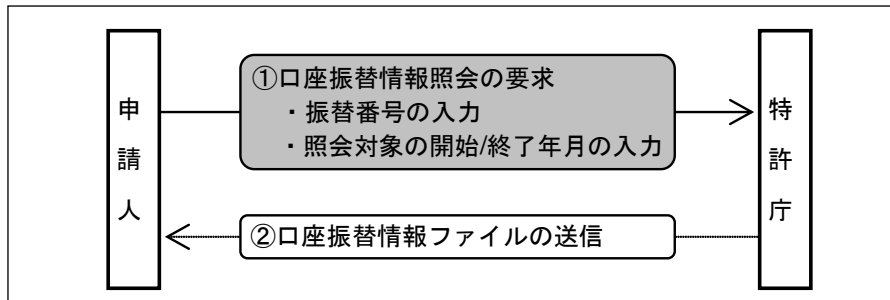 申請人
①口座振替情報照会の要求
・振替番号の入力
・照会対象の開始/終了年月の入力
②口座振替情報ファイルの送信
特許庁